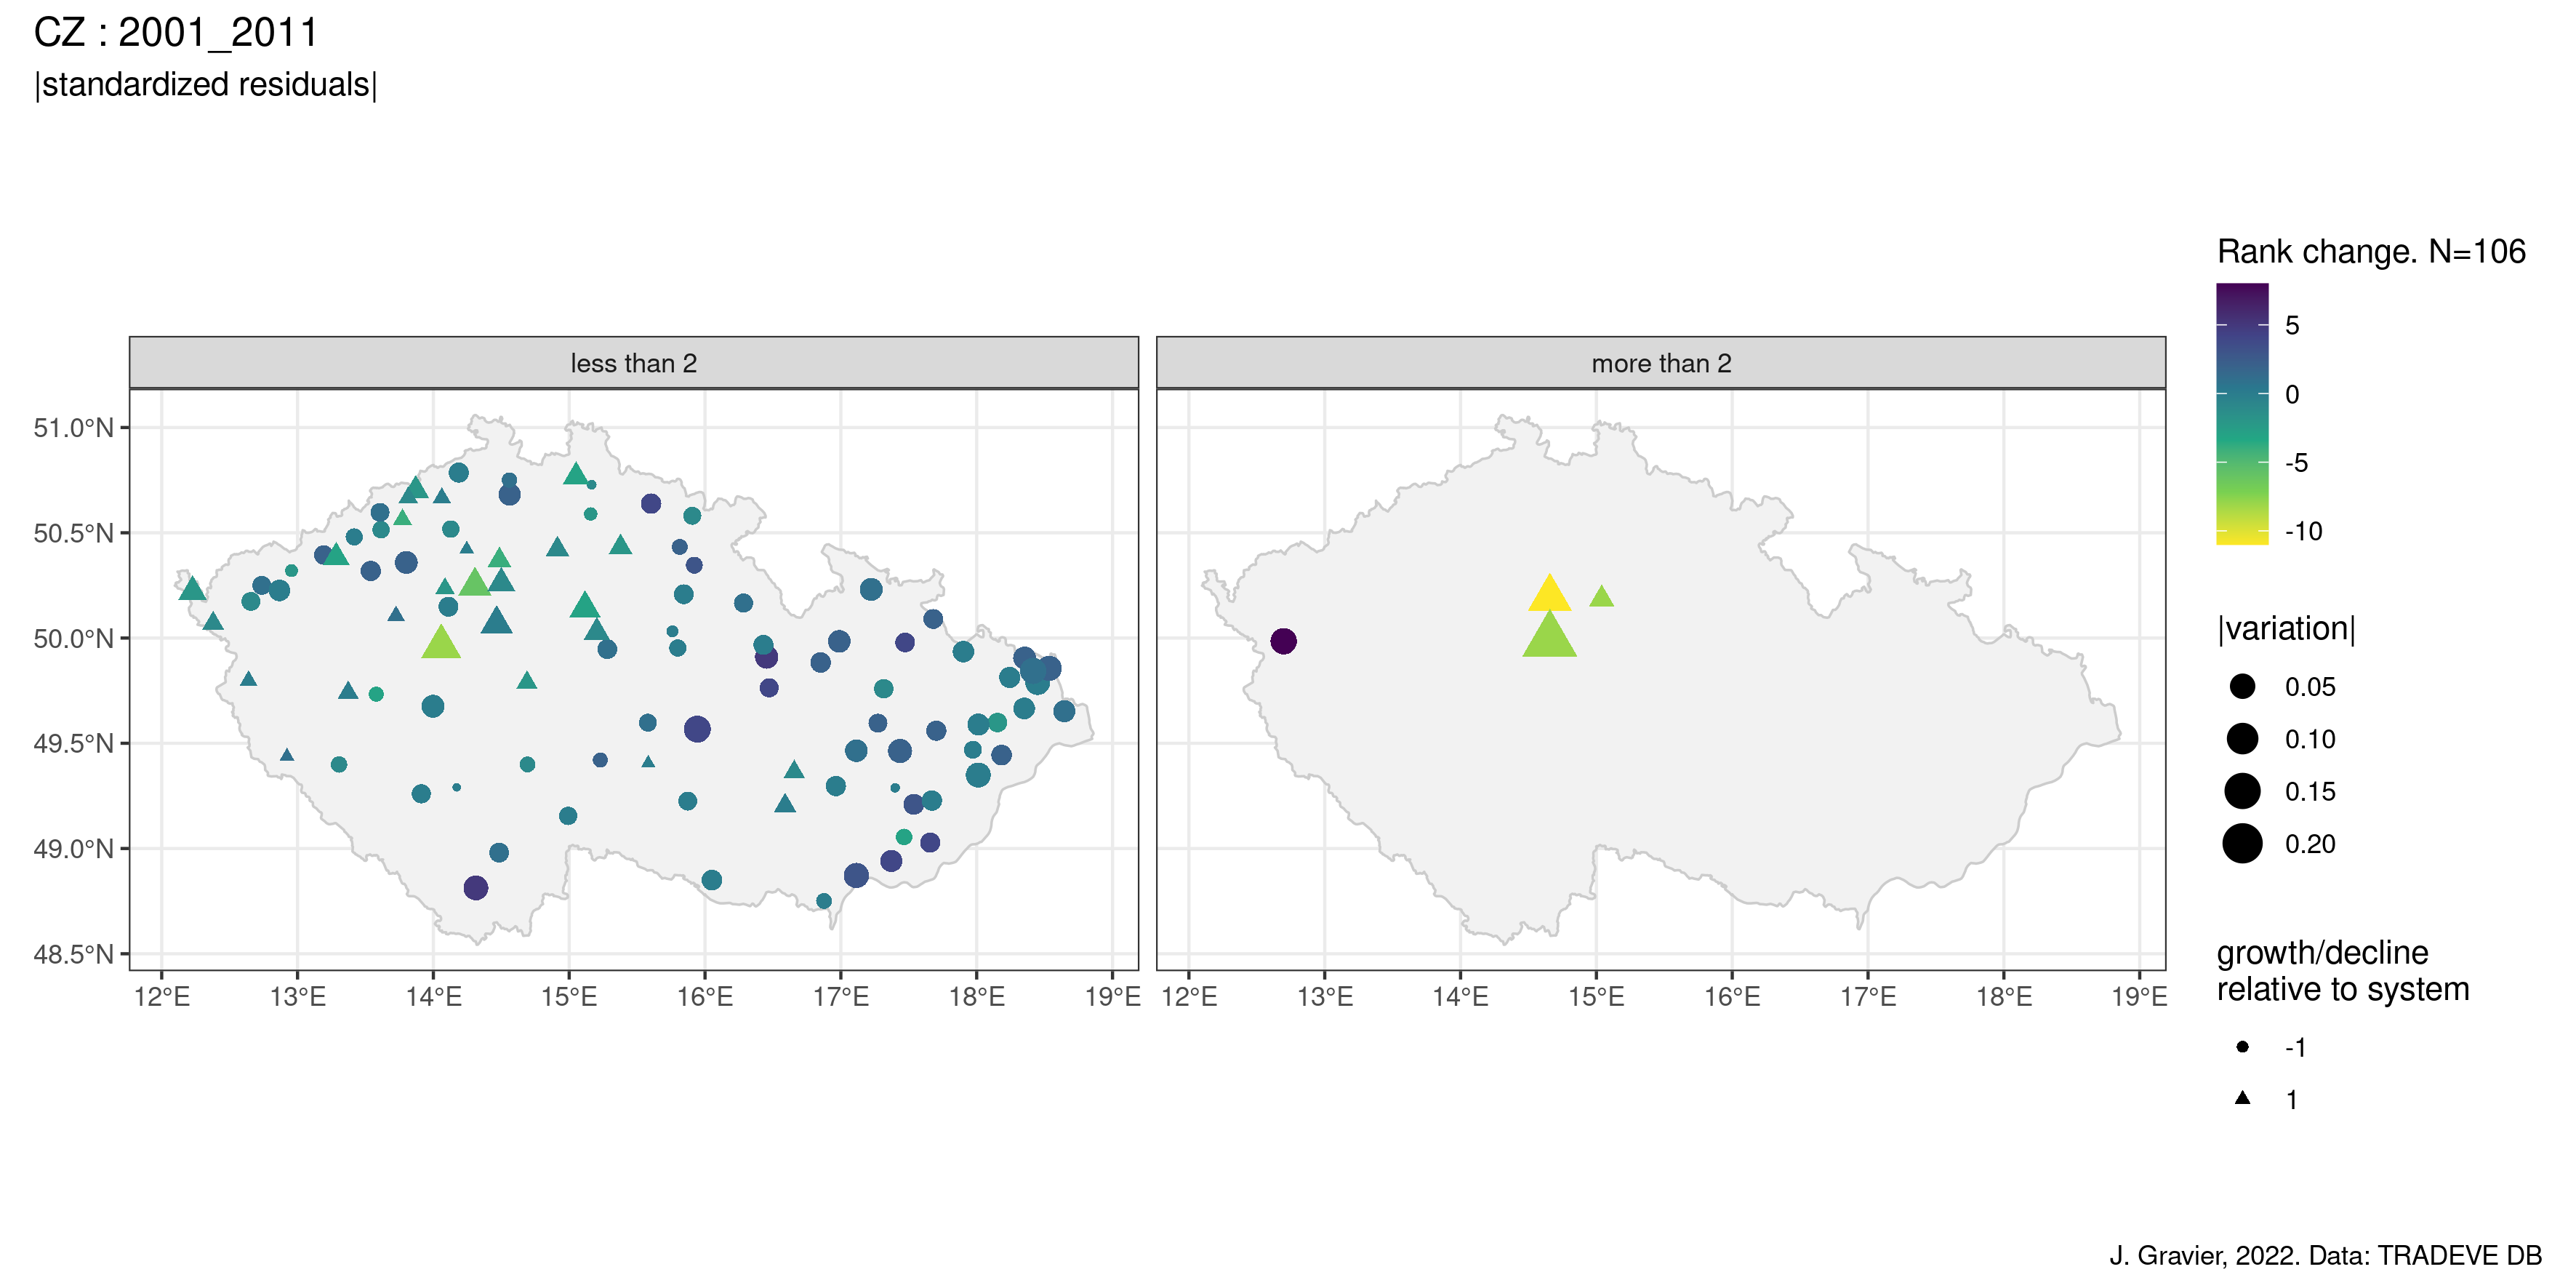 CZ : 2001_2011
|standardized residuals|
less than 2
more than 2
51.0°N
50.5°N
50.0°N
49.5°N
49.0°N
48.5°N
12°E 13°E 14°E 15°E 16°E 17°E 18°E 19°E
12°E 13°E 14°E 15°E 16°E 17°E 18°E 19°E
Rank change. N=106
5
0
-5
-10
|variation|
0.05
0.10
0.15
0.20
growth/decline
relative to system
-1
1
J. Gravier, 2022. Data: TRADEVE DB